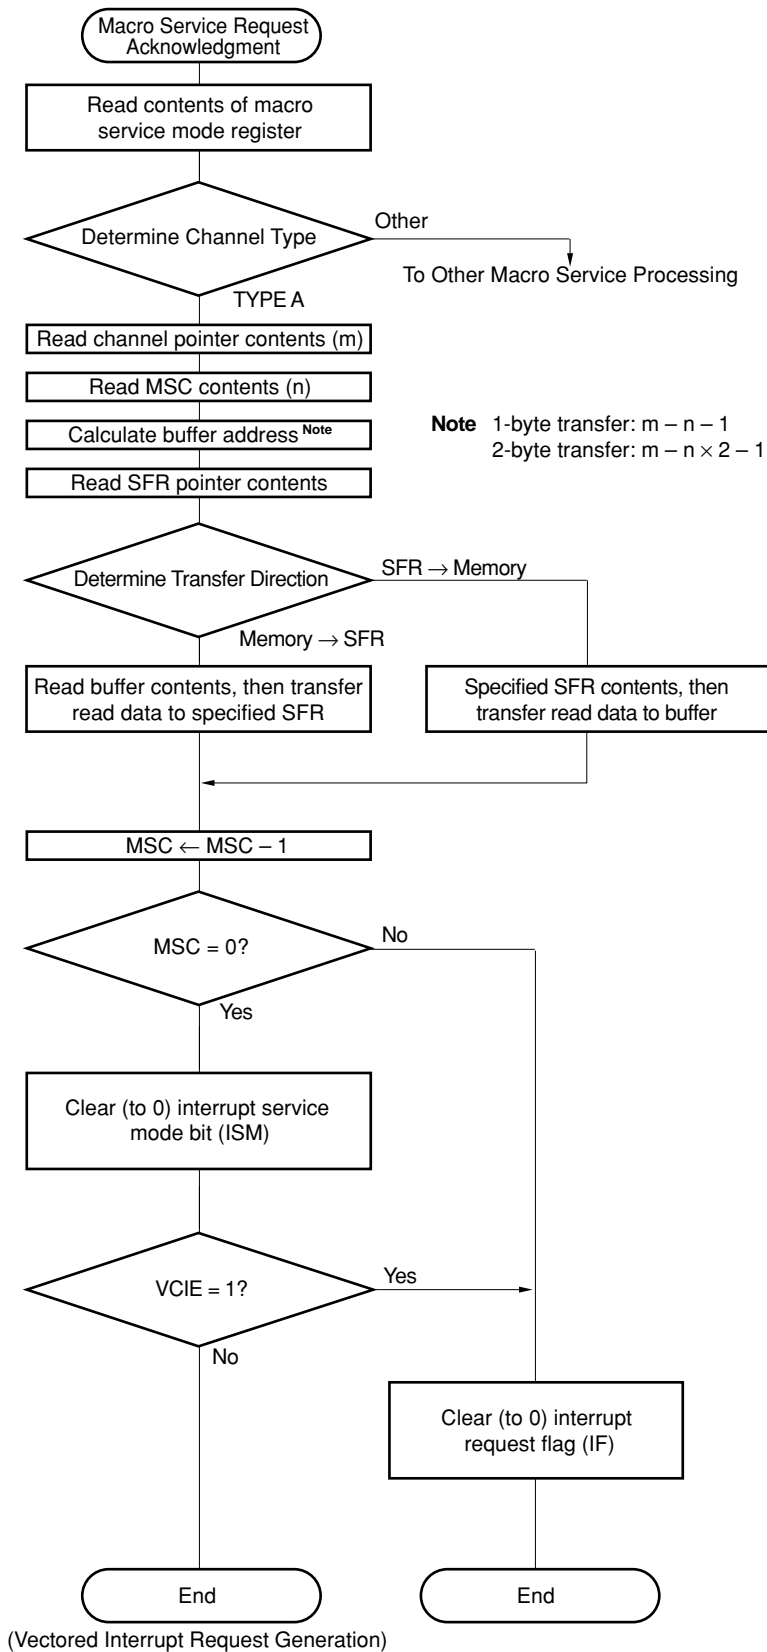 Macro Service Request
Acknowledgment
Read contents of macro
service mode register
Determine Channel Type
Other
To Other Macro Service Processing
TYPE A
Read channel pointer contents (m)
Read MSC contents (n)
Calculate buffer address Note
Note 1-byte transfer: m – n – 1
2-byte transfer: m – n × 2 – 1
Read SFR pointer contents
Determine Transfer Direction
SFR → Memory
Memory → SFR
Read buffer contents, then transfer
read data to specified SFR
Specified SFR contents, then
transfer read data to buffer
MSC ← MSC – 1
MSC = 0?
No
Yes
Clear (to 0) interrupt service
mode bit (ISM)
VCIE = 1?
Yes
No
Clear (to 0) interrupt
request flag (IF)
End
End
(Vectored Interrupt Request Generation)